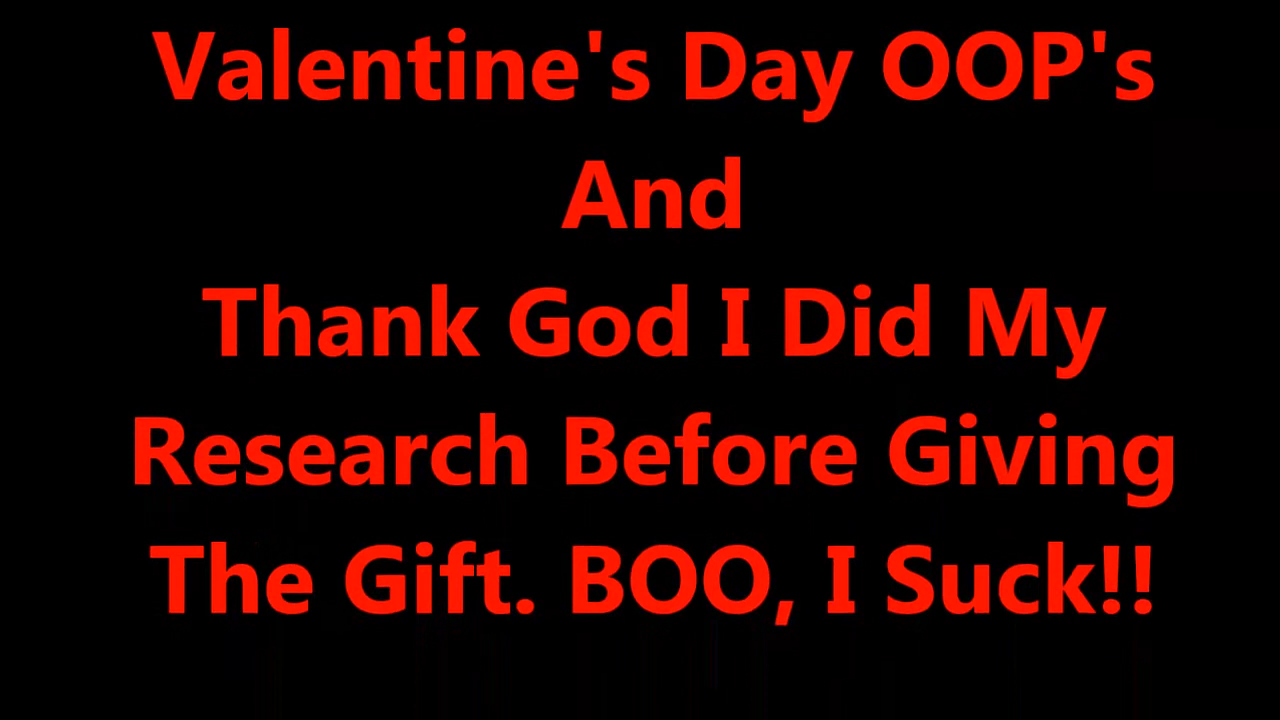 Valentine's Day OOP's
And
Thank God I Did My
Research Before Giving
The Gift. BOO, I Suck!!